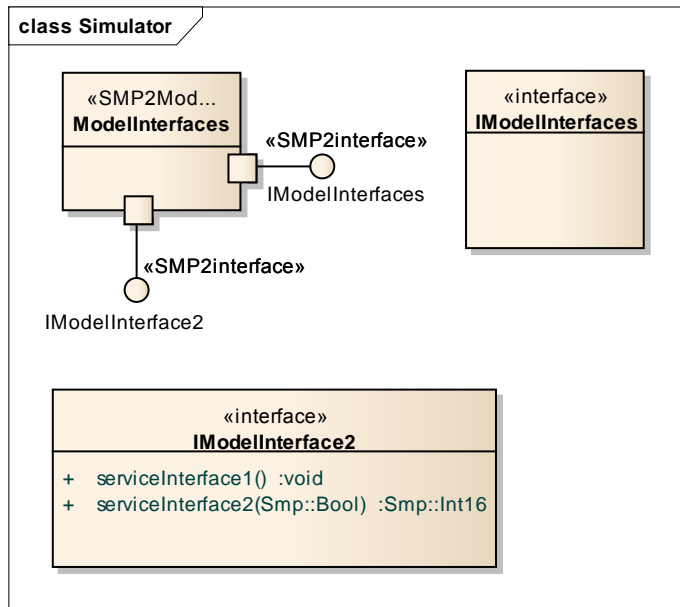 class Simulator
«SMP2Mod...
ModelInterfaces
«SMP2interface»
IModelInterfaces
«SMP2interface»
IModelInterface2
«interface»
IModelInterfaces
«interface»
IModelInterface2
+ serviceInterface1() :void
+ serviceInterface2(Smp::Bool) :Smp::Int16